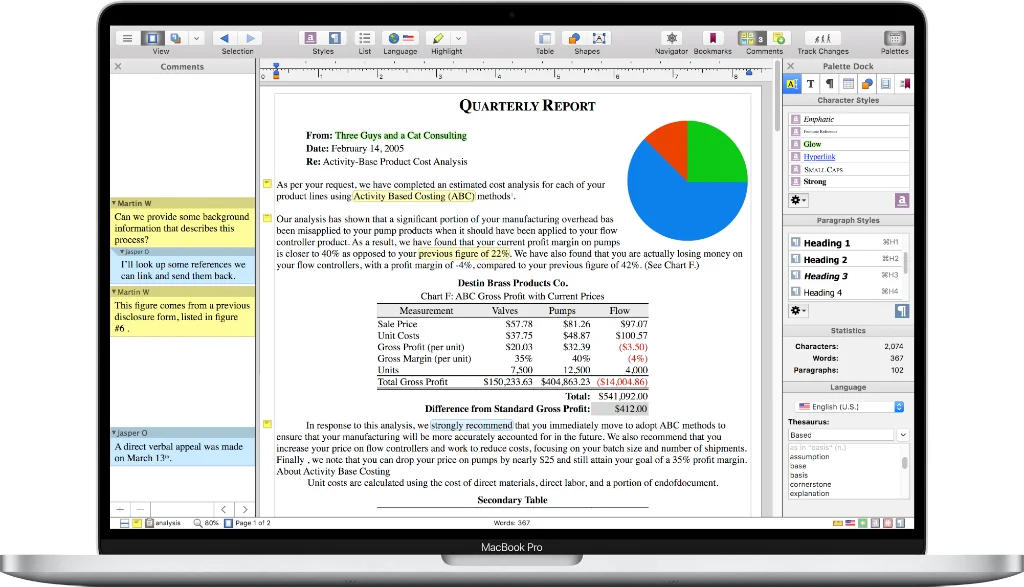 View
Selection
Styles
List
Language
Highlight
Table
Shapes
Navigator
Bookmarks
3
Comments
Track Changes
Palettes
Comments
Martin W
Can we provide some background
information that describes this
process?
Jasper O
I'll look up some references we
can link and send them back.
Martin W
This figure comes from a previous
disclosure form, listed in figure
#6 .
Jasper O
A direct verbal appeal was made
on March 13th.
0 1 2 3 4 5 6 7 8
QUARTERLY REPORT
From: Three Guys and a Cat Consulting
Date: February 14, 2005
Re: Activity-Base Product Cost Analysis
As per your request, we have completed an estimated cost analysis for each of your
product lines using Activity Based Costing (ABC) methods¹.
Our analysis has shown that a significant portion of your manufacturing overhead has
been misapplied to your pump products when it should have been applied to your flow
controller product. As a result, we have found that your current profit margin on pumps
is closer to 40% as opposed to your previous figure of 22%. We have also found that you are actually losing money on
your flow controllers, with a profit margin of -4%, compared to your previous figure of 42%. (See Chart F.)
Destin Brass Products Co.
Chart F: ABC Gross Profit with Current Prices
Measurement Valves Pumps Flow
Sale Price $57.78 $81.26 $97.07
Unit Costs $37.75 $48.87 $100.57
Gross Profit (per unit) $20.03 $32.39 ($3.50)
Gross Margin (per unit) 35% 40% (4%)
Units 7,500 12,500 4,000
Total Gross Profit $150,233.63 $404,863.23 ($14,004.86)
Total: $541,092.00
Difference from Standard Gross Profit: $412.00
In response to this analysis, we strongly recommend that you immediately move to adopt ABC methods to
ensure that your manufacturing will be more accurately accounted for in the future. We also recommend that you
increase your price on flow controllers and work to reduce costs, focusing on your batch size and number of shipments.
Finally , we note that you can drop your price on pumps by nearly $25 and still attain your goal of a 35% profit margin.
About Activity Base Costing
Unit costs are calculated using the cost of direct materials, direct labor, and a portion of endofdocument.
Secondary Table
Palette Dock
Character Styles
Emphatic
Footnote Reference
Glow
Hyperlink
SMALL CAPS
Strong
Paragraph Styles
Heading 1 ⌘H1
Heading 2 ⌘H2
Heading 3 ⌘H3
Heading 4 ⌘H4
Statistics
Characters: 2,074
Words: 367
Paragraphs: 102
Language
English (U.S.)
Thesaurus:
Based
as in "basis" (n.)
assumption
base
basis
cornerstone
explanation
analysis
80%
Page 1 of 2
Words: 367
MacBook Pro